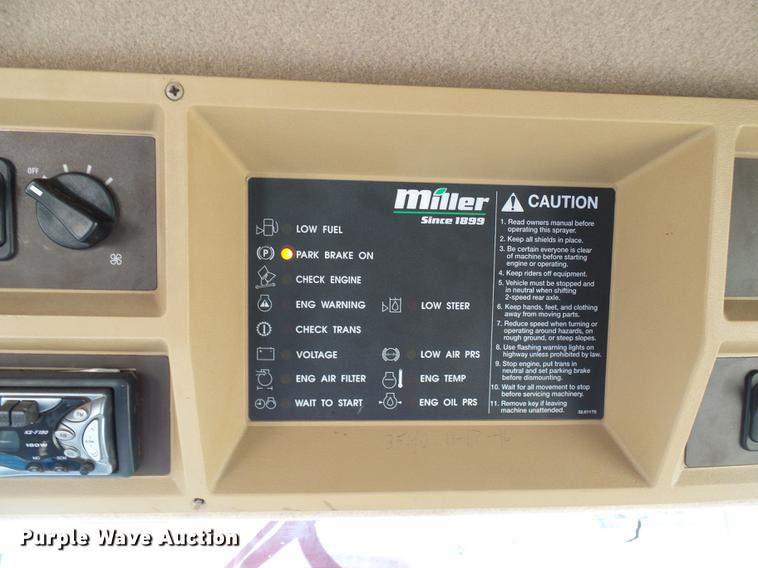 OFF
Miller
Since 1899
LOW FUEL
PARK BRAKE ON
CHECK ENGINE
ENG WARNING
LOW STEER
CHECK TRANS
VOLTAGE
LOW AIR PRS
ENG AIR FILTER
ENG TEMP
WAIT TO START
ENG OIL PRS
CAUTION
1. Read owners manual before
operating this sprayer.
2. Keep all shields in place.
3. Be certain everyone is clear
of machine before starting
engine or operating.
4. Keep riders off equipment.
5. Vehicle must be stopped and
in neutral when shifting
2-speed rear axle.
6. Keep hands, feet, and clothing
away from moving parts.
7. Reduce speed when turning or
operating around hazards, on
rough ground, or steep slopes.
8. Use flashing warning lights on
highway unless prohibited by law.
9. Stop engine, put trans in
neutral and set parking brake
before dismounting.
10. Wait for all movement to stop
before servicing machinery.
11. Remove key if leaving
machine unattended.
KS-F190
180W
Purple Wave Auction